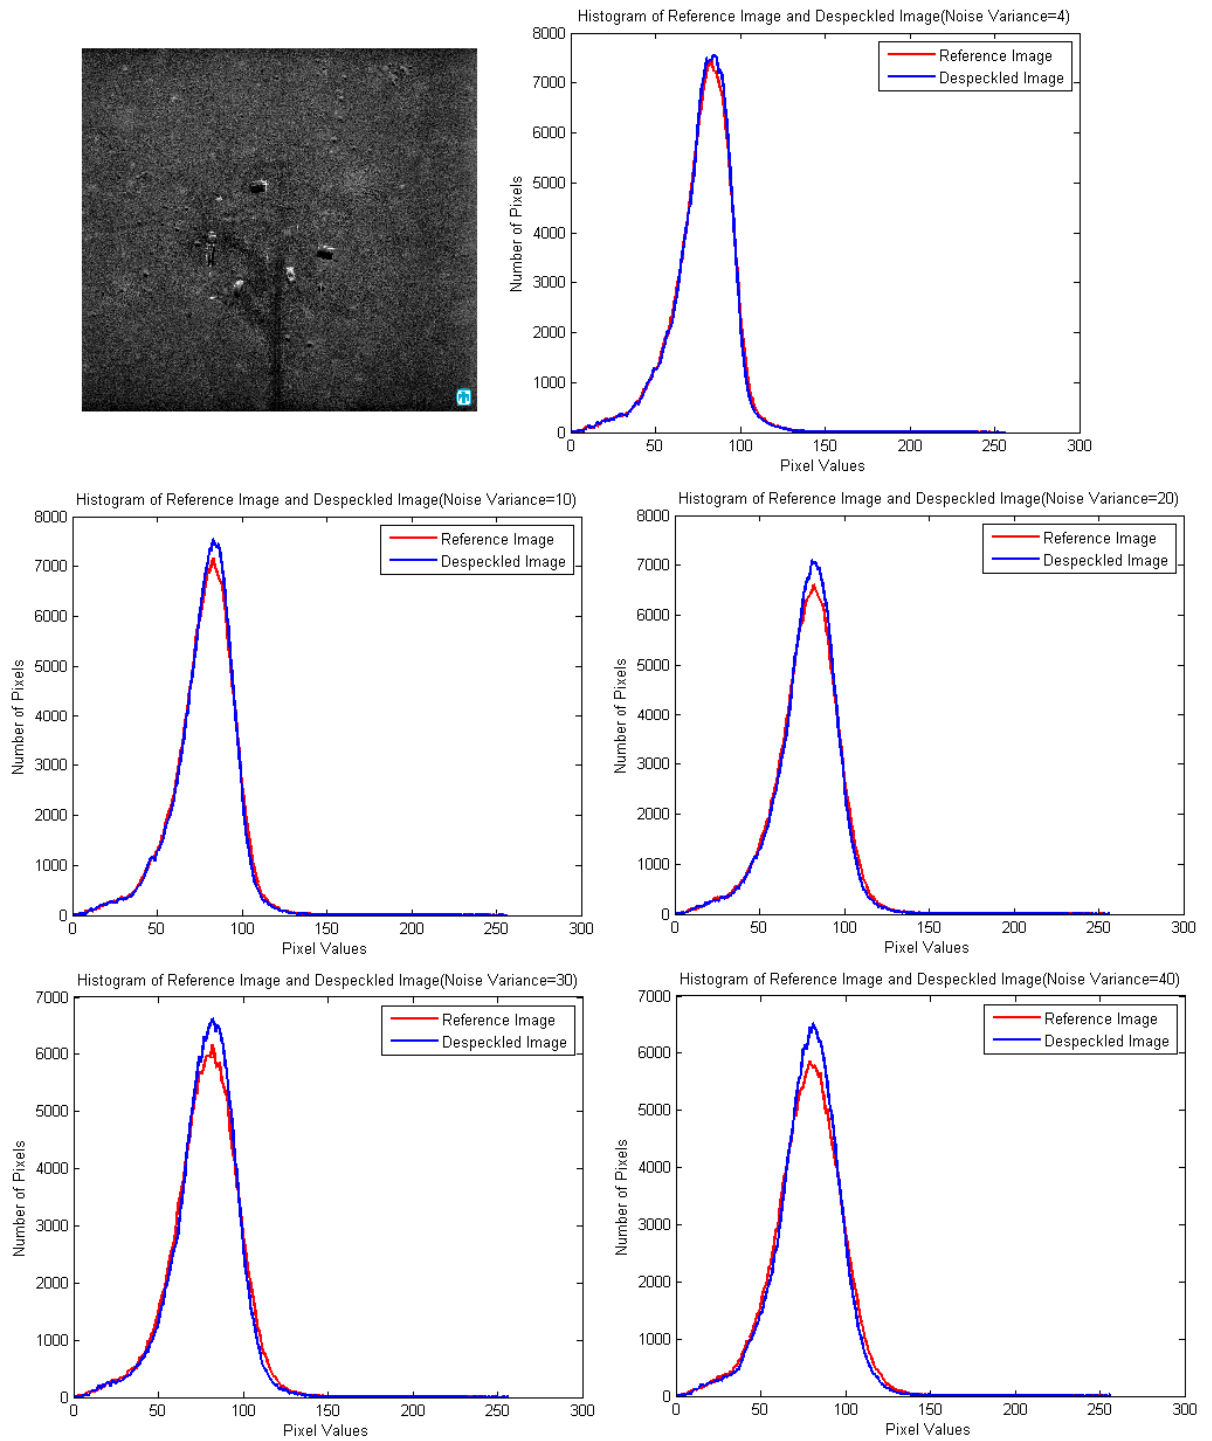 Histogram of Reference Image and Despeckled Image(Noise Variance=4)
8000
7000
6000
5000
4000
3000
2000
1000
0
Number of Pixels
Reference Image
Despeckled Image
0 50 100 150 200 250 300
Pixel Values
Histogram of Reference Image and Despeckled Image(Noise Variance=10)
8000
7000
6000
5000
4000
3000
2000
1000
0
Number of Pixels
Reference Image
Despeckled Image
0 50 100 150 200 250 300
Pixel Values
Histogram of Reference Image and Despeckled Image(Noise Variance=20)
8000
7000
6000
5000
4000
3000
2000
1000
0
Number of Pixels
Reference Image
Despeckled Image
0 50 100 150 200 250 300
Pixel Values
Histogram of Reference Image and Despeckled Image(Noise Variance=30)
7000
6000
5000
4000
3000
2000
1000
0
Number of Pixels
Reference Image
Despeckled Image
0 50 100 150 200 250 300
Pixel Values
Histogram of Reference Image and Despeckled Image(Noise Variance=40)
7000
6000
5000
4000
3000
2000
1000
0
Number of Pixels
Reference Image
Despeckled Image
0 50 100 150 200 250 300
Pixel Values